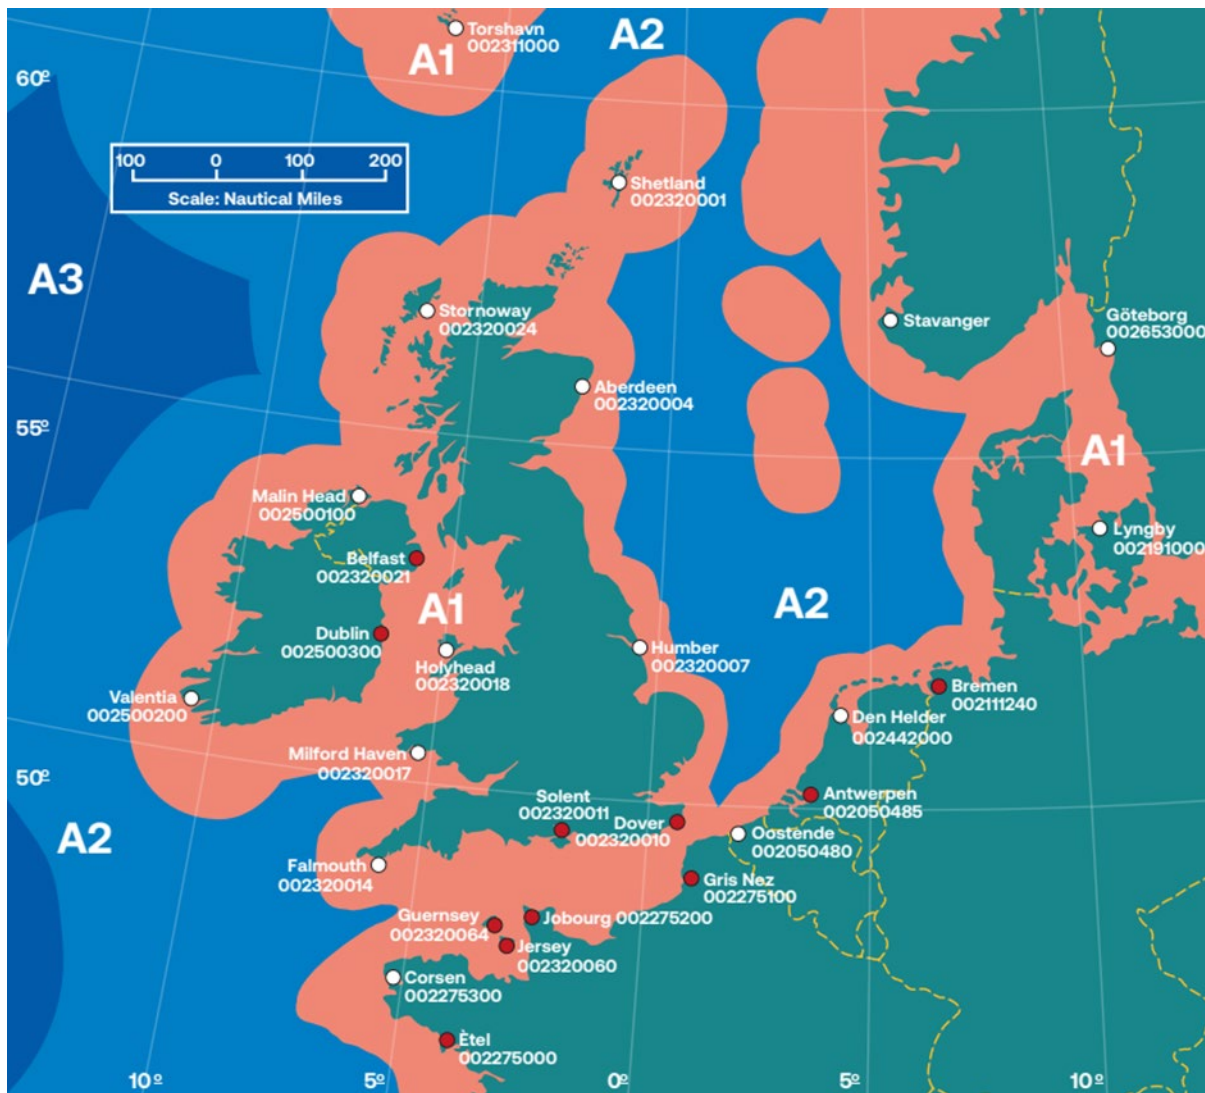 Torshavn
002311000
A2
A1
60º
100 0 100 200
Scale: Nautical Miles
Shetland
002320001
A3
Stornoway
002320024
Stavanger
Göteborg
002653000
Aberdeen
002320004
55º
A1
Malin Head
002500100
Lyngby
002191000
Belfast
002320021
A1
A2
Dublin
002500300
Holyhead
002320018
Humber
002320007
Valentia
002500200
Bremen
002111240
Den Helder
002442000
Milford Haven
002320017
50º
Solent
002320011
Dover
002320010
Antwerpen
002050485
Oostende
002050480
A2
Falmouth
002320014
Gris Nez
002275100
Guernsey
002320064
Jobourg 002275200
Jersey
002320060
Corsen
002275300
Ètel
002275000
10º
5º
0º
5º
10º